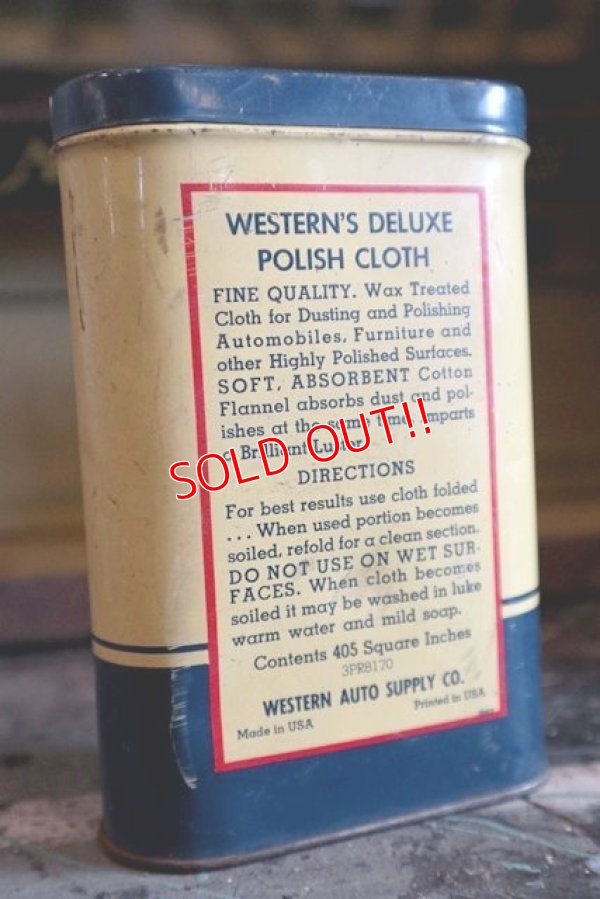 WESTERN'S DELUXE
POLISH CLOTH
FINE QUALITY. Wax Treated
Cloth for Dusting and Polishing
Automobiles, Furniture and
other Highly Polished Surfaces.
SOFT, ABSORBENT Cotton
Flannel absorbs dust and pol-
ishes at the same time, imparts
a Brilliant Luster.
SOLD OUT!!
DIRECTIONS
For best results use cloth folded
... When used portion becomes
soiled, refold for a clean section.
DO NOT USE ON WET SUR-
FACES. When cloth becomes
soiled it may be washed in luke
warm water and mild soap.
Contents 405 Square Inches
3PR8170
WESTERN AUTO SUPPLY CO.
Made in USA
Printed in USA